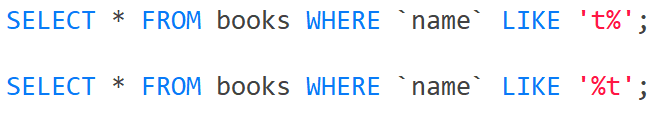 SELECT * FROM books WHERE `name` LIKE 't%';
SELECT * FROM books WHERE `name` LIKE '%t';